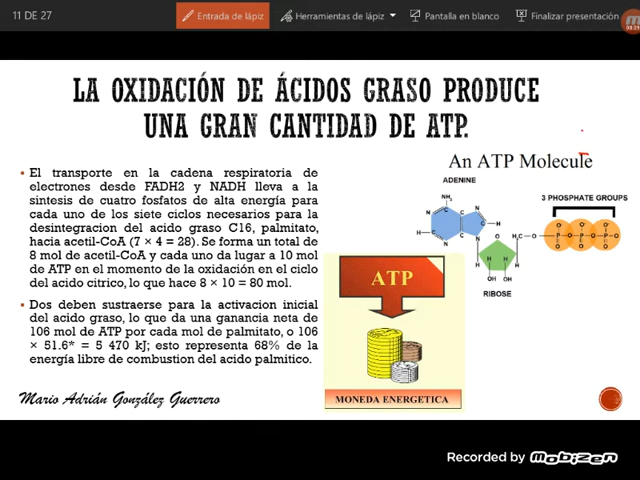 11 DE 27
Entrada de lápiz
Herramientas de lápiz
Pantalla en blanco
Finalizar presentación
LA OXIDACIÓN DE ÁCIDOS GRASO PRODUCE
UNA GRAN CANTIDAD DE ATP.
El transporte en la cadena respiratoria de
electrones desde FADH2 y NADH lleva a la
sintesis de cuatro fosfatos de alta energía para
cada uno de los siete ciclos necesarios para la
desintegracion del acido graso C16, palmitato,
hacia acetil-CoA (7 × 4 = 28). Se forma un total de
8 mol de acetil-CoA y cada uno da lugar a 10 mol
de ATP en el momento de la oxidación en el ciclo
del acido citrico, lo que hace 8 × 10 = 80 mol.
Dos deben sustraerse para la activacion inicial
del acido graso, lo que da una ganancia neta de
106 mol de ATP por cada mol de palmitato, o 106
× 51.6* = 5 470 kJ; esto representa 68% de la
energía libre de combustion del acido palmitico.
Mario Adrián González Guerrero
An ATP Molecule
ADENINE
3 PHOSPHATE GROUPS
NH₂
N
C
C
N
H
C
N
C
N
C
H
H₂C
O
P
O
P
O
P
O
H
H
OH
OH
RIBOSE
ATP
MONEDA ENERGETICA
Recorded by MOBIZEN